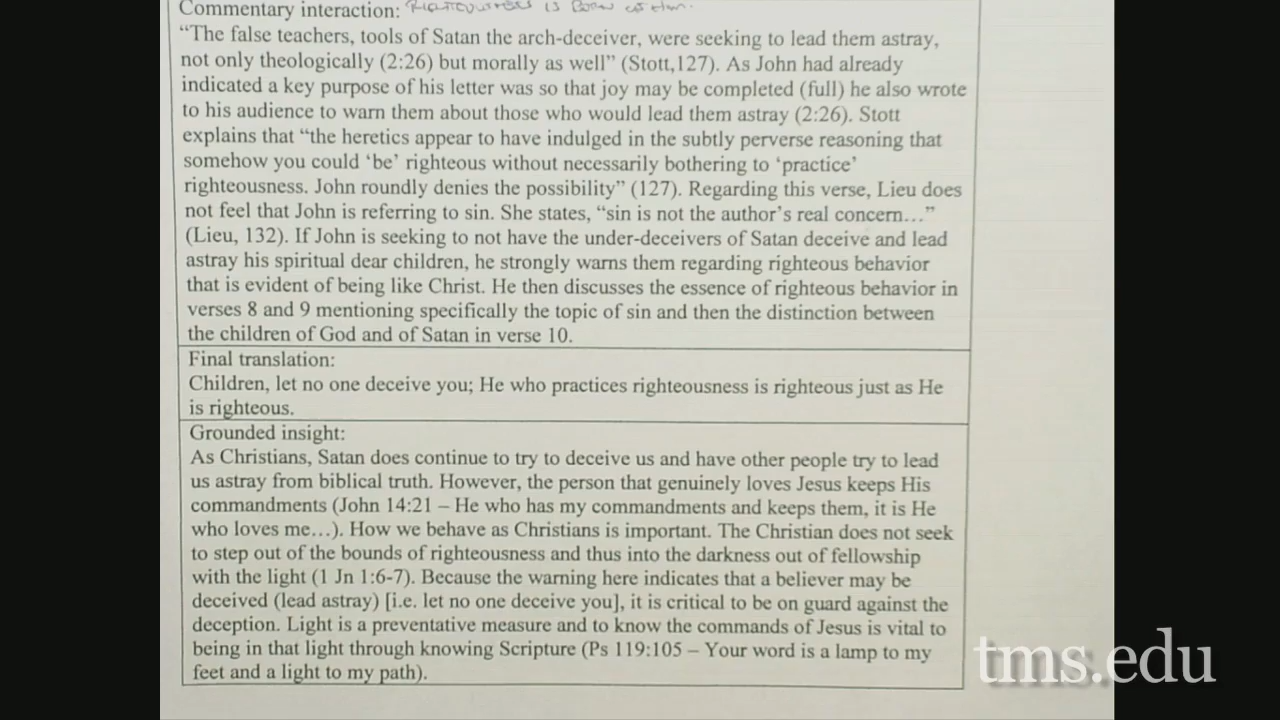 Commentary interaction: RIGHTEOUSNESS IS BORN OF HIM.
“The false teachers, tools of Satan the arch-deceiver, were seeking to lead them astray,
not only theologically (2:26) but morally as well” (Stott,127). As John had already
indicated a key purpose of his letter was so that joy may be completed (full) he also wrote
to his audience to warn them about those who would lead them astray (2:26). Stott
explains that “the heretics appear to have indulged in the subtly perverse reasoning that
somehow you could ‘be’ righteous without necessarily bothering to ‘practice’
righteousness. John roundly denies the possibility” (127). Regarding this verse, Lieu does
not feel that John is referring to sin. She states, “sin is not the author’s real concern…”
(Lieu, 132). If John is seeking to not have the under-deceivers of Satan deceive and lead
astray his spiritual dear children, he strongly warns them regarding righteous behavior
that is evident of being like Christ. He then discusses the essence of righteous behavior in
verses 8 and 9 mentioning specifically the topic of sin and then the distinction between
the children of God and of Satan in verse 10.
Final translation:
Children, let no one deceive you; He who practices righteousness is righteous just as He
is righteous.
Grounded insight:
As Christians, Satan does continue to try to deceive us and have other people try to lead
us astray from biblical truth. However, the person that genuinely loves Jesus keeps His
commandments (John 14:21 – He who has my commandments and keeps them, it is He
who loves me…). How we behave as Christians is important. The Christian does not seek
to step out of the bounds of righteousness and thus into the darkness out of fellowship
with the light (1 Jn 1:6-7). Because the warning here indicates that a believer may be
deceived (lead astray) [i.e. let no one deceive you], it is critical to be on guard against the
deception. Light is a preventative measure and to know the commands of Jesus is vital to
being in that light through knowing Scripture (Ps 119:105 – Your word is a lamp to my
feet and a light to my path).
tms.edu